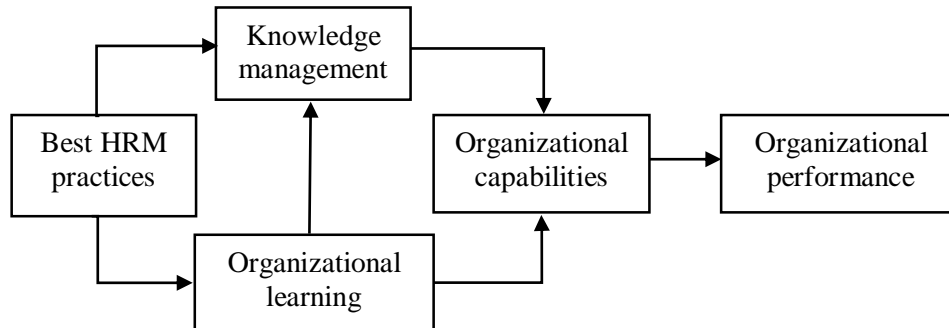 Knowledge
management
Best HRM
practices
Organizational
capabilities
Organizational
performance
Organizational
learning